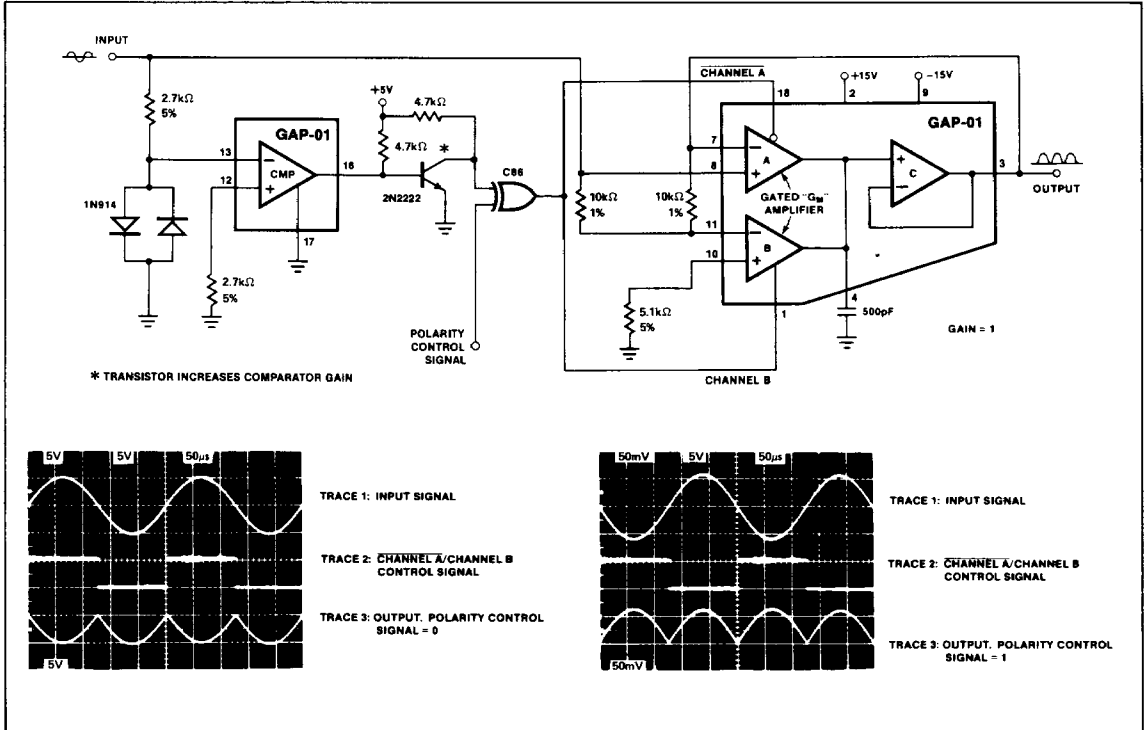 INPUT
2.7kΩ
5%
GAP-01
13
12
CMP
16
17
1N914
2.7kΩ
5%
+5V
4.7kΩ
4.7kΩ
*
2N2222
C86
POLARITY
CONTROL
SIGNAL
* TRANSISTOR INCREASES COMPARATOR GAIN
CHANNEL A
+15V
-15V
18
2
9
GAP-01
7
8
A
10kΩ
1%
10kΩ
1%
GATED "GM"
AMPLIFIER
11
10
B
C
3
OUTPUT
5.1kΩ
5%
1
4
500pF
GAIN = 1
CHANNEL B
5V 5V 50µs
TRACE 1: INPUT SIGNAL
TRACE 2: CHANNEL A/CHANNEL B
CONTROL SIGNAL
TRACE 3: OUTPUT. POLARITY CONTROL
SIGNAL = 0
5V
50mV 5V 50µs
TRACE 1: INPUT SIGNAL
TRACE 2: CHANNEL A/CHANNEL B
CONTROL SIGNAL
TRACE 3: OUTPUT. POLARITY CONTROL
SIGNAL = 1
50mV